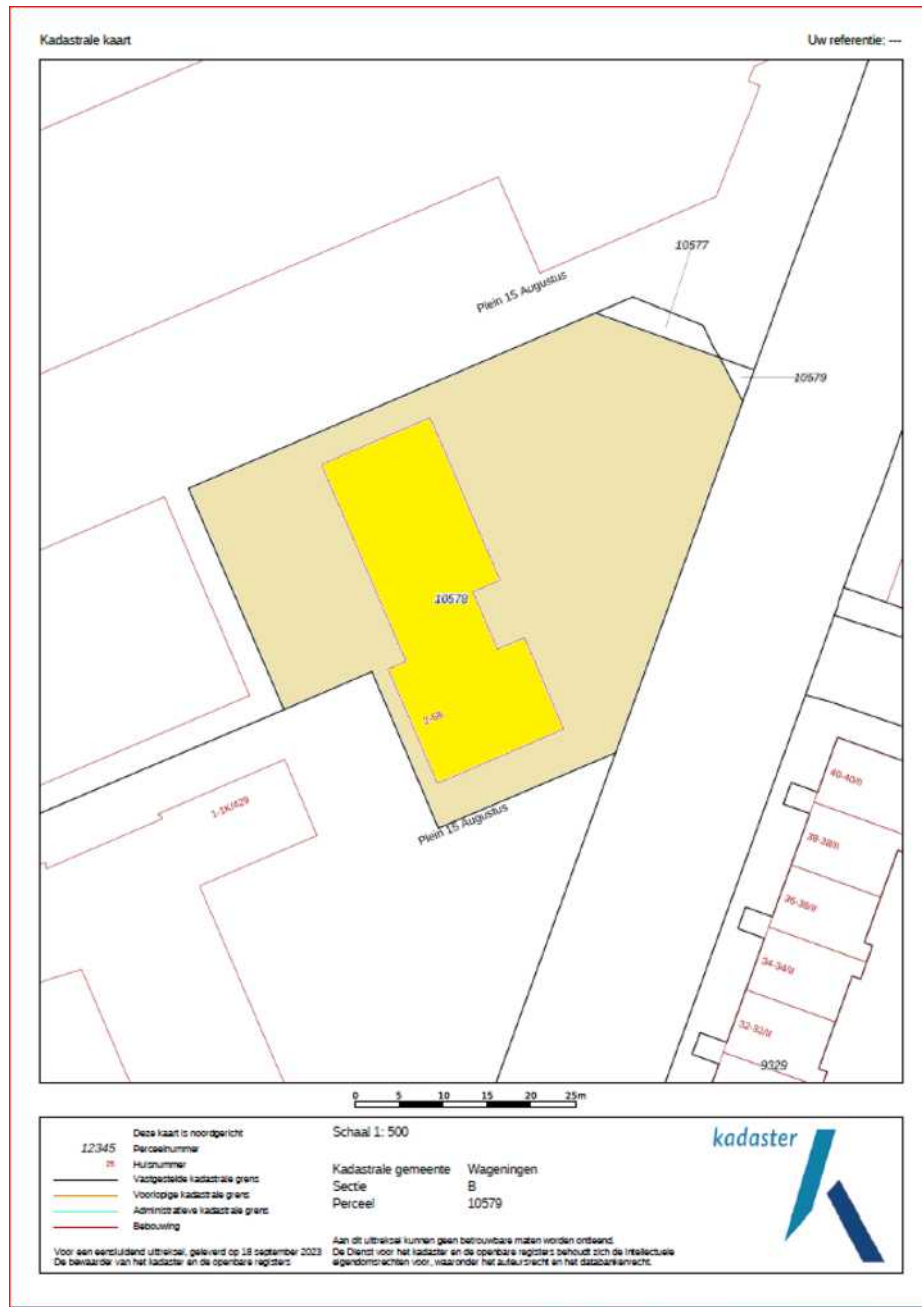 Kadastrale kaart
Uw referentie: ---
10577
Plein 15 Augustus
10579
10578
2-58
1-1K/429
Plein 15 Augustus
40-40/II
38-38/II
36-36/II
34-34/II
32-32/II
9329
0 5 10 15 20 25m
Deze kaart is noordgericht
12345 Perceelnummer
25 Huisnummer
Vastgestelde kadastrale grens
Voorlopige kadastrale grens
Administratieve kadastrale grens
Bebouwing
Voor een eensluidend uittreksel, geleverd op 18 september 2023
De bewaarder van het kadaster en de openbare registers
Schaal 1: 500
Kadastrale gemeente Wageningen
Sectie B
Perceel 10579
Aan dit uittreksel kunnen geen betrouwbare maten worden ontleend.
De Dienst voor het kadaster en de openbare registers behoudt zich de intellectuele
eigendomsrechten voor, waaronder het auteursrecht en het databankenrecht.
kadaster